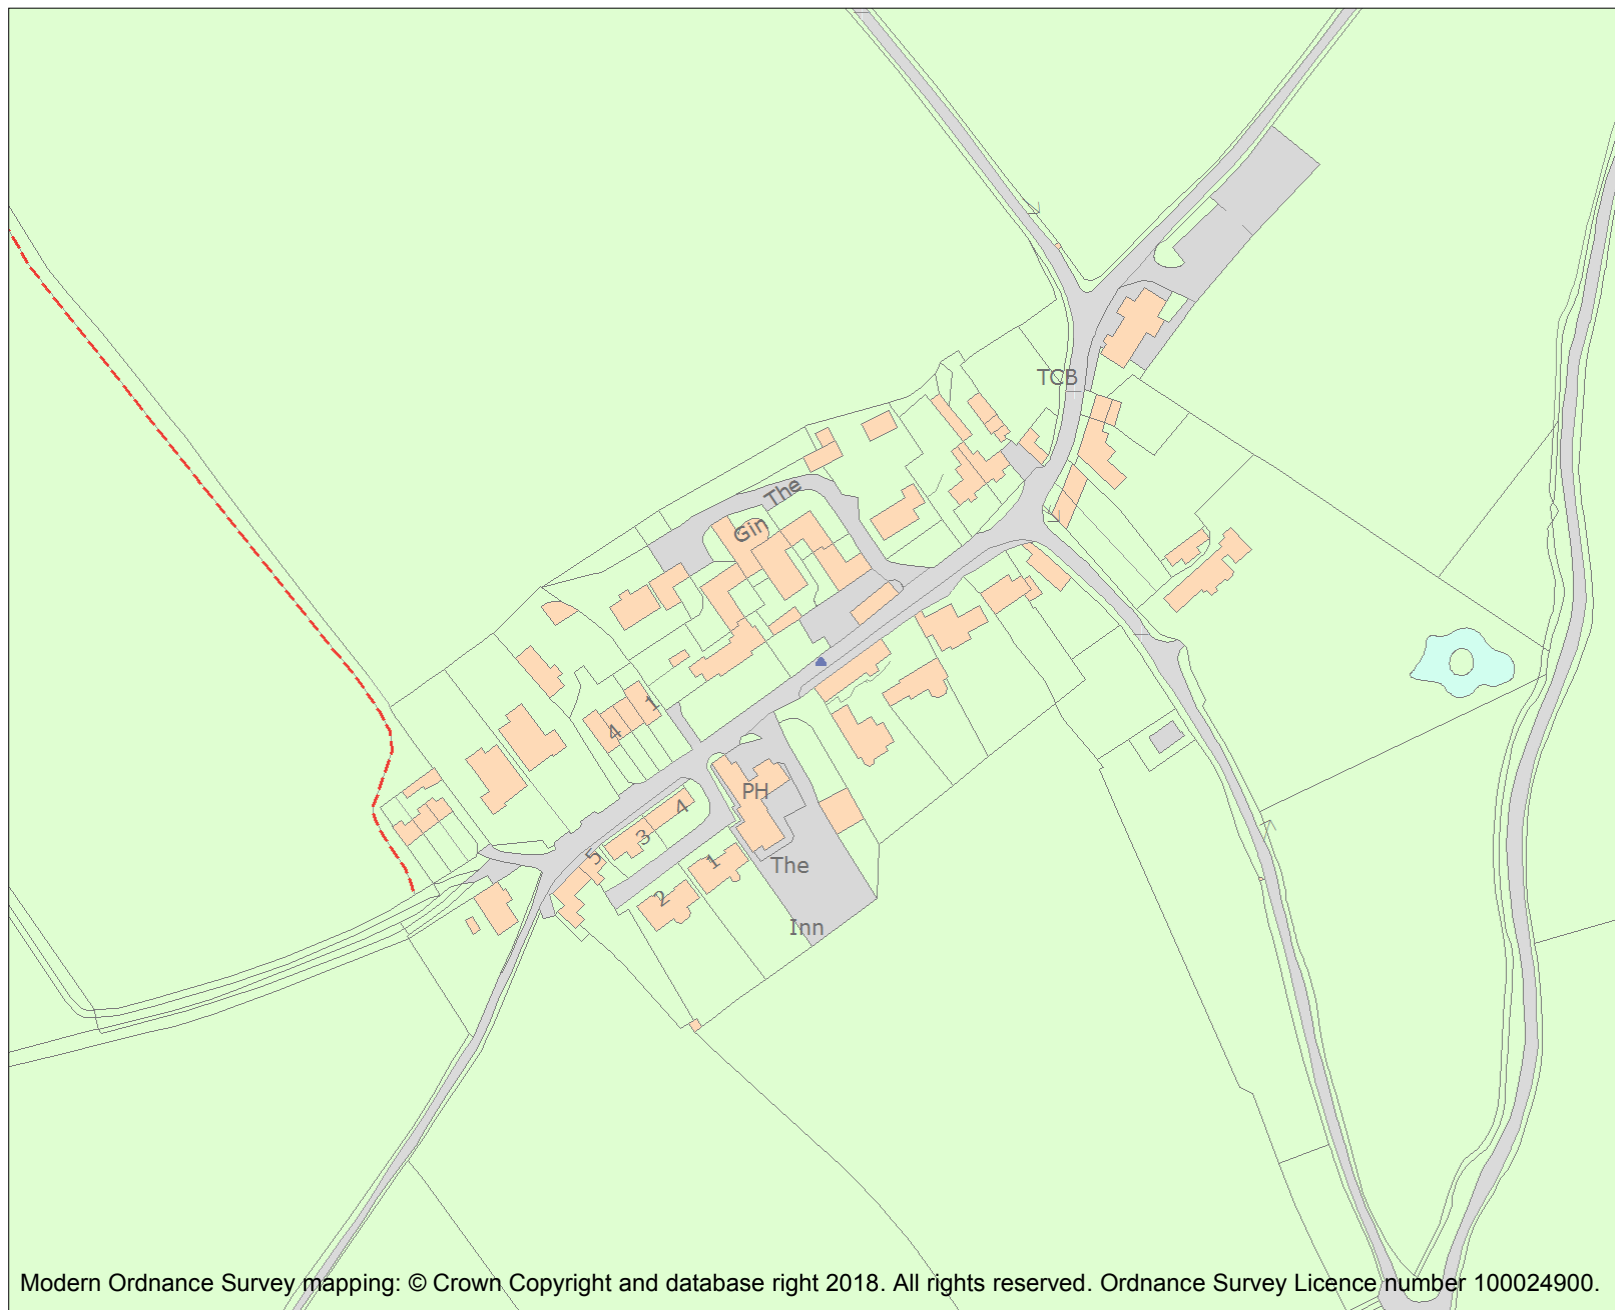 TCB
The
Gin
1
4
PH
4
3
5
1
The
2
Inn
Modern Ordnance Survey mapping: © Crown Copyright and database right 2018. All rights reserved. Ordnance Survey Licence number 100024900.